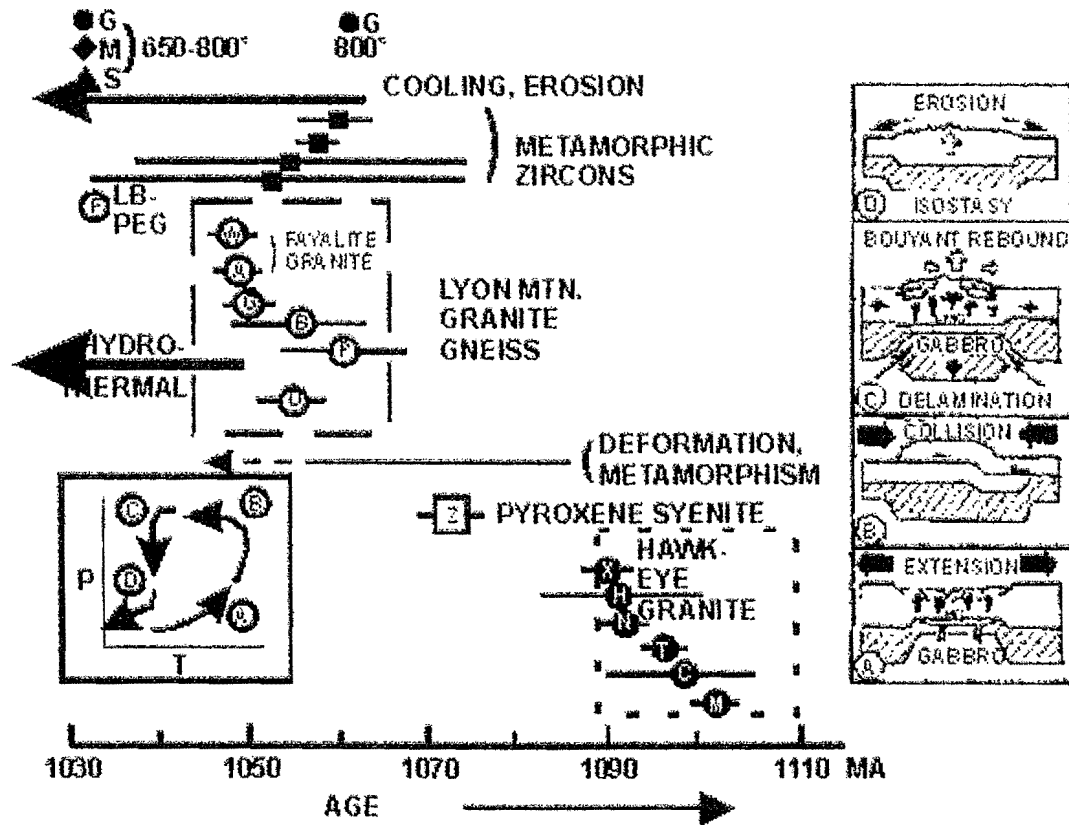 G
M
S
650-800°
G
800°
COOLING, EROSION
METAMORPHIC
ZIRCONS
LB-
PEG
FAYALITE
GRANITE
LYON MTN.
GRANITE
GNEISS
B
F
HYDRO-
THERMAL
DEFORMATION,
METAMORPHISM
PYROXENE SYENITE
HAWK-
EYE
GRANITE
X
H
N
T
C
M
P
T
C
B
D
A
1030
1050
1070
1090
1110 MA
AGE
EROSION
D
ISOSTASY
BOUYANT REBOUND
GABBRO
C
DELAMINATION
COLLISION
B
EXTENSION
GABBRO
A